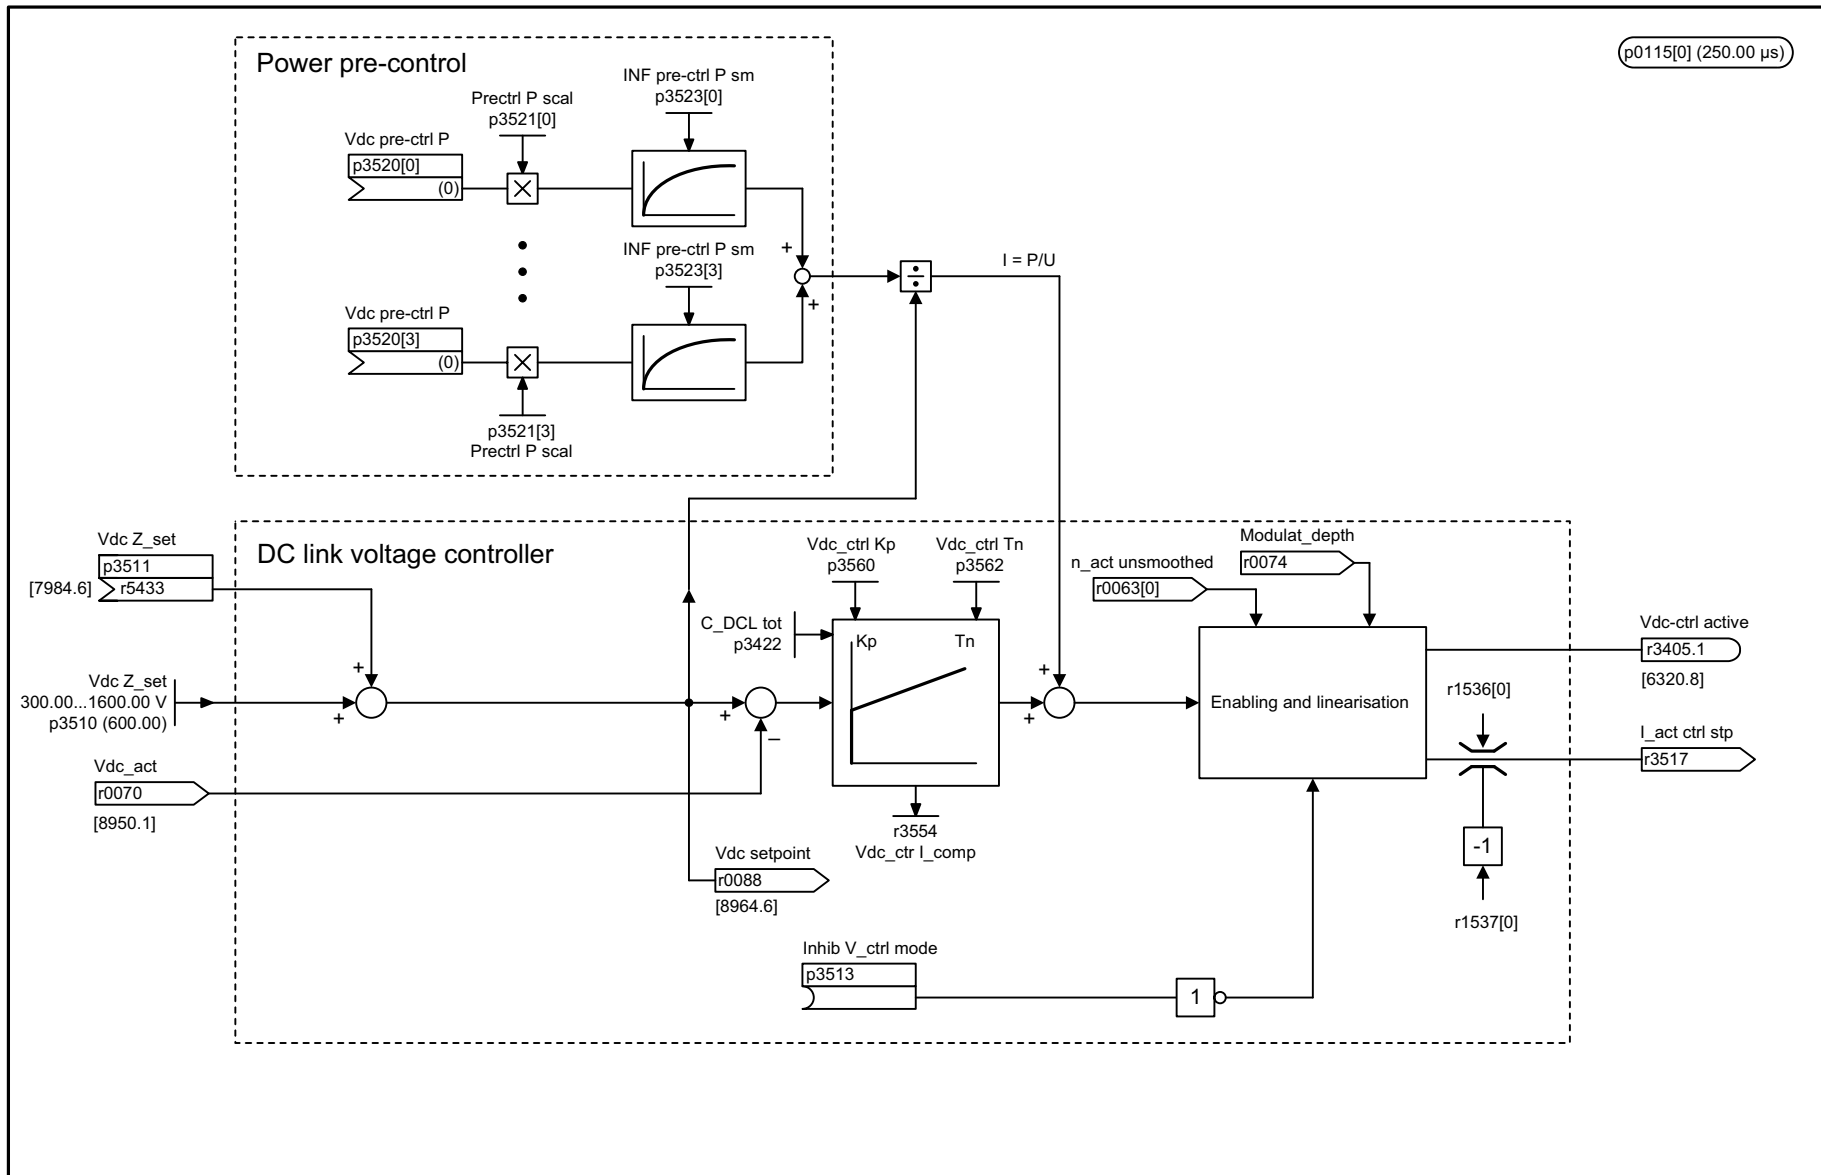 p0115[0] (250.00 µs)
Power pre-control
INF pre-ctrl P sm
p3523[0]
Prectrl P scal
p3521[0]
Vdc pre-ctrl P
p3520[0]
(0)
+
INF pre-ctrl P sm
p3523[3]
I = P/U
+
Vdc pre-ctrl P
p3520[3]
(0)
p3521[3]
Prectrl P scal
Vdc Z_set
p3511
r5433
[7984.6]
DC link voltage controller
Vdc_ctrl Kp
p3560
Vdc_ctrl Tn
p3562
n_act unsmoothed
r0063[0]
Modulat_depth
r0074
C_DCL tot
p3422
Kp
Tn
Vdc-ctrl active
r3405.1
[6320.8]
+
+
Vdc Z_set
300.00...1600.00 V
p3510 (600.00)
+
+
–
+
Enabling and linearisation
r1536[0]
I_act ctrl stp
r3517
Vdc_act
r0070
[8950.1]
r3554
Vdc_ctr I_comp
Vdc setpoint
r0088
[8964.6]
-1
r1537[0]
Inhib V_ctrl mode
p3513
1